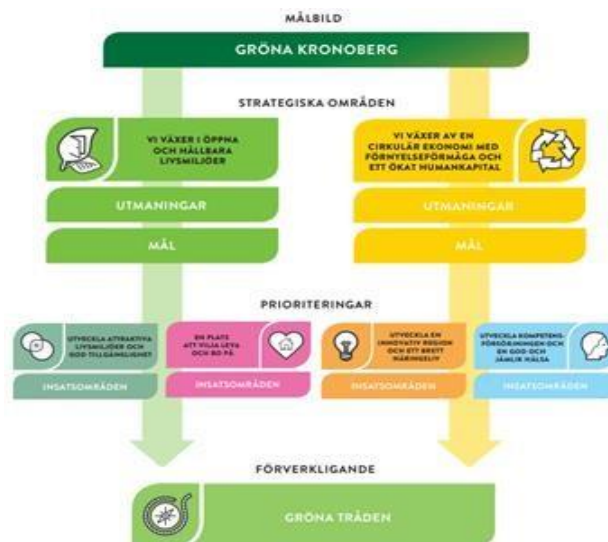 MÅLBILD
GRÖNA KRONOBERG
STRATEGISKA OMRÅDEN
VI VÄXER I ÖPPNA
OCH HÅLLBARA
LIVSMILJÖER
VI VÄXER AV EN
CIRKULÄR EKONOMI MED
FÖRNYELSEFÖRMÅGA OCH
ETT ÖKAT HUMANKAPITAL
UTMANINGAR
UTMANINGAR
MÅL
MÅL
PRIORITERINGAR
UTVECKLA ATTRAKTIVA
LIVSMILJÖER OCH
GOD TILLGÄNGLIGHET
EN PLATS
ATT VILJA LEVA
OCH BO PÅ
UTVECKLA EN
INNOVATIV REGION
OCH ETT BRETT
NÄRINGSLIV
UTVECKLA KOMPETENS-
FÖRSÖRJNINGEN OCH
EN GOD OCH
JÄMLIK HÄLSA
INSATSOMRÅDEN
INSATSOMRÅDEN
INSATSOMRÅDEN
INSATSOMRÅDEN
FÖRVERKLIGANDE
GRÖNA TRÅDEN